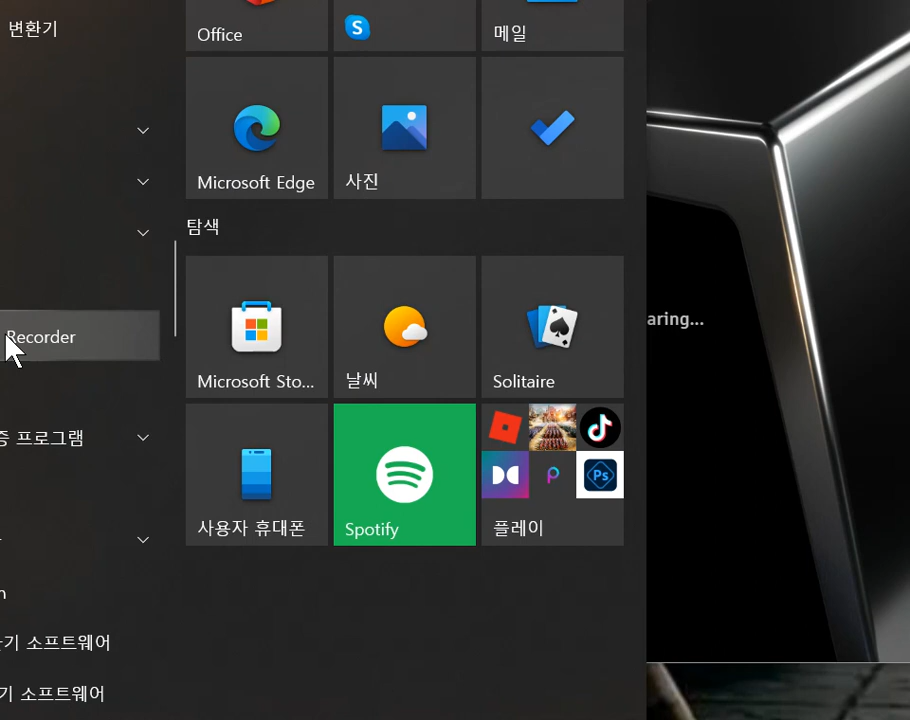 변환기
Recorder
증 프로그램
기 소프트웨어
기 소프트웨어
Office
메일
Microsoft Edge
사진
탐색
Microsoft Sto...
날씨
Solitaire
사용자 휴대폰
Spotify
Ps
플레이
aring...